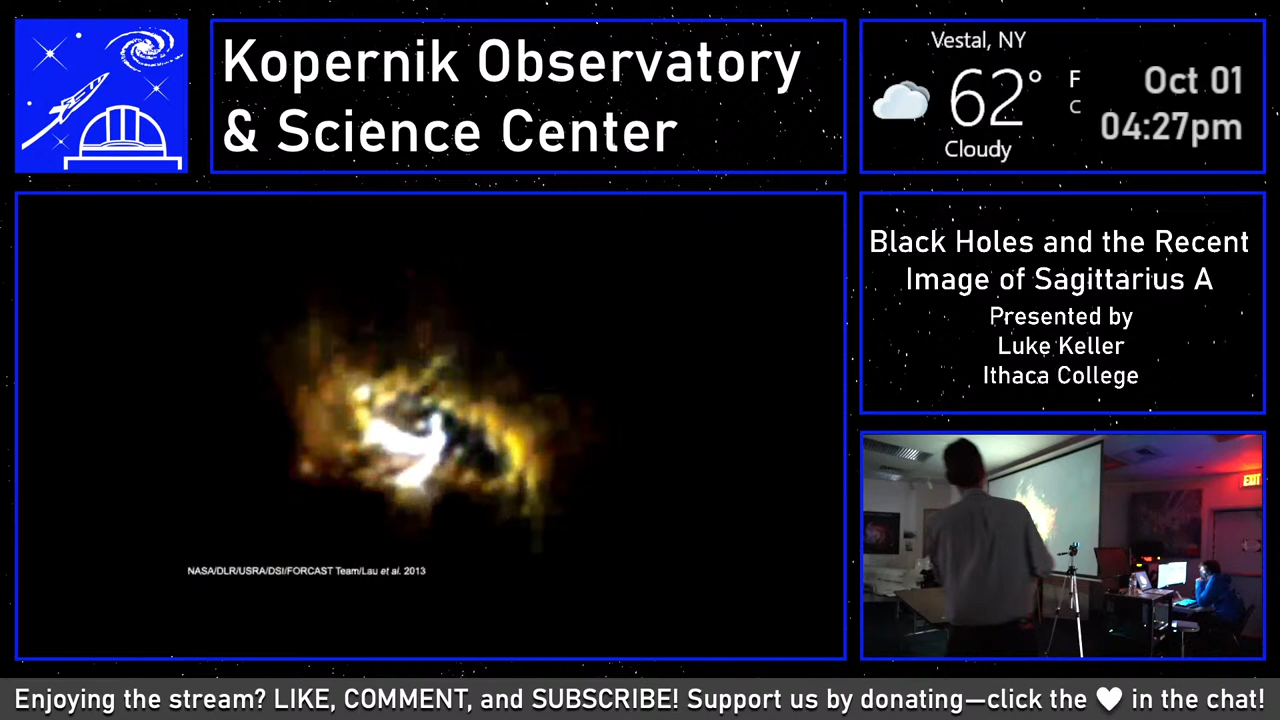 Kopernik Observatory
& Science Center
Vestal, NY
62° F
C
Cloudy
Oct 01
04:27pm
Black Holes and the Recent
Image of Sagittarius A
Presented by
Luke Keller
Ithaca College
NASA/DLR/USRA/DSI/FORCAST Team/Lau et al. 2013
EXIT
Enjoying the stream? LIKE, COMMENT, and SUBSCRIBE! Support us by donating—click the ♥ in the chat!